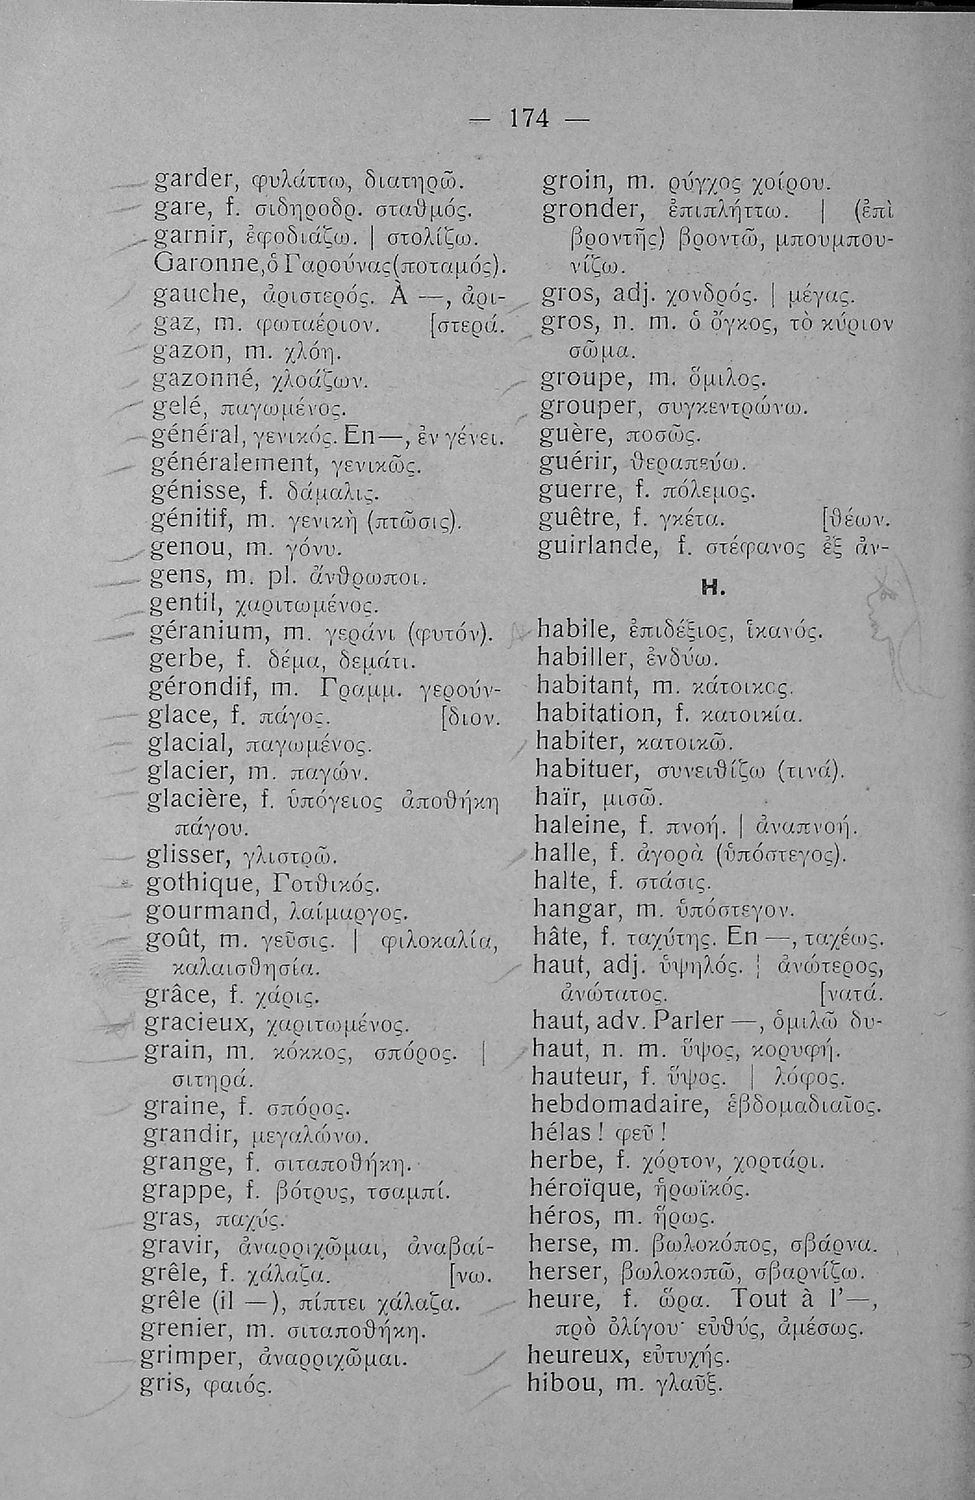 — 174 —
garder, φυλάττω, διατηρῶ.
gare, f. σιδηροδρ. σταθμός.
garnir, ἐφοδιάζω. | στολίζω.
Garonne, ὁ Γαρούνας (ποταμός).
gauche, ἀριστερός. À —, ἀρι-
gaz, m. φωταέριον. [στερά.
gazon, m. χλόη.
gazonné, χλοάζων.
gelé, παγωμένος.
général, γενικός. En —, ἐν γένει.
généralement, γενικῶς.
génisse, f. δάμαλις.
génitif, m. γενικὴ (πτῶσις).
genou, m. γόνυ.
gens, m. pl. ἄνθρωποι.
gentil, χαριτωμένος.
géranium, m. γεράνι (φυτόν).
gerbe, f. δέμα, δεμάτι.
gérondif, m. Γραμμ. γερούν-
glace, f. πάγος. [διον.
glacial, παγωμένος.
glacier, m. παγών.
glacière, f. ὑπόγειος ἀποθήκη
πάγου.
glisser, γλιστρῶ.
gothique, Γοτθικός.
gourmand, λαίμαργος.
goût, m. γεῦσις. | φιλοκαλία,
καλαισθησία.
grâce, f. χάρις.
gracieux, χαριτωμένος.
grain, m. κόκκος, σπόρος. |
σιτηρά.
graine, f. σπόρος.
grandir, μεγαλώνω.
grange, f. σιταποθήκη.
grappe, f. βότρυς, τσαμπί.
gras, παχύς.
gravir, ἀναρριχῶμαι, ἀναβαί-
grêle, f. χάλαζα. [νω.
grêle (il —), πίπτει χάλαζα.
grenier, m. σιταποθήκη.
grimper, ἀναρριχῶμαι.
gris, φαιός.
groin, m. ρύγχος χοίρου.
gronder, ἐπιπλήττω. | (ἐπὶ
βροντῆς) βροντῶ, μπουμπου-
νίζω.
gros, adj. χονδρός. | μέγας.
gros, n. m. ὁ ὄγκος, τὸ κύριον
σῶμα.
groupe, m. ὅμιλος.
grouper, συγκεντρώνω.
guère, ποσῶς.
guérir, θεραπεύω.
guerre, f. πόλεμος.
guêtre, f. γκέτα. [θέων.
guirlande, f. στέφανος ἐξ ἀν-
H.
habile, ἐπιδέξιος, ἱκανός.
habiller, ἐνδύω.
habitant, m. κάτοικος.
habitation, f. κατοικία.
habiter, κατοικῶ.
habituer, συνειθίζω (τινά).
haïr, μισῶ.
haleine, f. πνοή. | ἀναπνοή.
halle, f. ἀγορὰ (ὑπόστεγος).
halte, f. στάσις.
hangar, m. ὑπόστεγον.
hâte, f. ταχύτης. En —, ταχέως.
haut, adj. ὑψηλός. | ἀνώτερος,
ἀνώτατος. [νατά.
haut, adv. Parler —, ὁμιλῶ δυ-
haut, n. m. ὕψος, κορυφή.
hauteur, f. ὕψος. | λόφος.
hebdomadaire, ἑβδομαδιαῖος.
hélas ! φεῦ !
herbe, f. χόρτον, χορτάρι.
héroïque, ἡρωϊκός.
héros, m. ἥρως.
herse, m. βωλοκόπος, σβάρνα.
herser, βωλοκοπῶ, σβαρνίζω.
heure, f. ὥρα. Tout à l'—,
πρὸ ὀλίγου· εὐθύς, ἀμέσως.
heureux, εὐτυχής.
hibou, m. γλαῦξ.